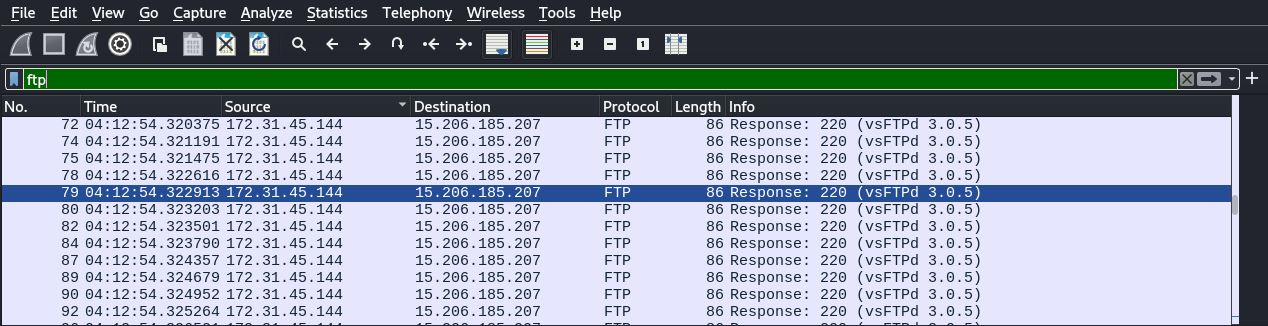 File Edit View Go Capture Analyze Statistics Telephony Wireless Tools Help
ftp
No. Time Source Destination Protocol Length Info
72 04:12:54.320375 172.31.45.144 15.206.185.207 FTP 86 Response: 220 (vsFTPd 3.0.5)
74 04:12:54.321191 172.31.45.144 15.206.185.207 FTP 86 Response: 220 (vsFTPd 3.0.5)
75 04:12:54.321475 172.31.45.144 15.206.185.207 FTP 86 Response: 220 (vsFTPd 3.0.5)
78 04:12:54.322616 172.31.45.144 15.206.185.207 FTP 86 Response: 220 (vsFTPd 3.0.5)
79 04:12:54.322913 172.31.45.144 15.206.185.207 FTP 86 Response: 220 (vsFTPd 3.0.5)
80 04:12:54.323203 172.31.45.144 15.206.185.207 FTP 86 Response: 220 (vsFTPd 3.0.5)
82 04:12:54.323501 172.31.45.144 15.206.185.207 FTP 86 Response: 220 (vsFTPd 3.0.5)
84 04:12:54.323790 172.31.45.144 15.206.185.207 FTP 86 Response: 220 (vsFTPd 3.0.5)
87 04:12:54.324357 172.31.45.144 15.206.185.207 FTP 86 Response: 220 (vsFTPd 3.0.5)
89 04:12:54.324679 172.31.45.144 15.206.185.207 FTP 86 Response: 220 (vsFTPd 3.0.5)
90 04:12:54.324952 172.31.45.144 15.206.185.207 FTP 86 Response: 220 (vsFTPd 3.0.5)
92 04:12:54.325264 172.31.45.144 15.206.185.207 FTP 86 Response: 220 (vsFTPd 3.0.5)